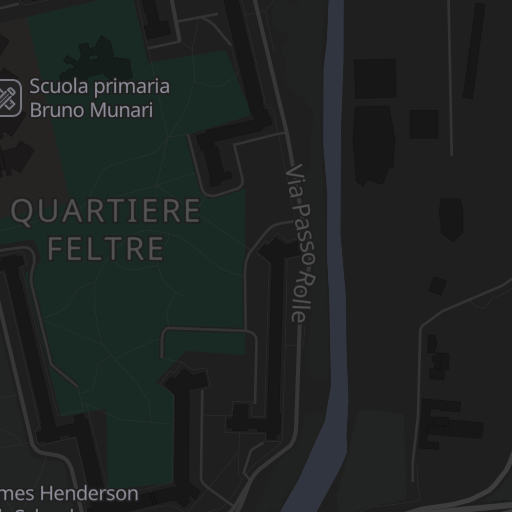 Scuola primaria
Bruno Munari
Via Passo Rolle
QUARTIERE
FELTRE
mes Henderson